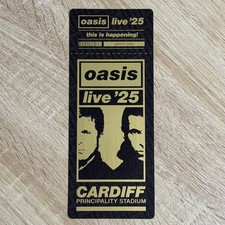 oasis live '25
this is happening!
oasis
live '25
CARDIFF
PRINCIPALITY STADIUM